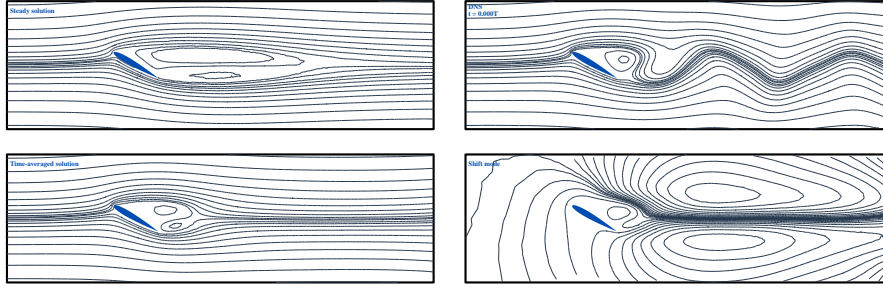 Steady solution
DNS
t = 0.000T
Time-averaged solution
Shift mode